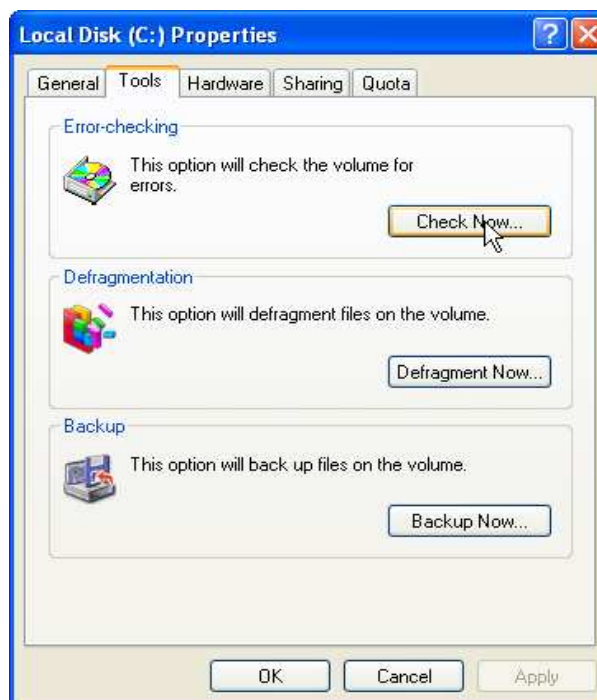 Local Disk (C:) Properties
General Tools Hardware Sharing Quota
Error-checking
This option will check the volume for
errors.
Check Now...
Defragmentation
This option will defragment files on the volume.
Defragment Now...
Backup
This option will back up files on the volume.
Backup Now...
OK Cancel Apply